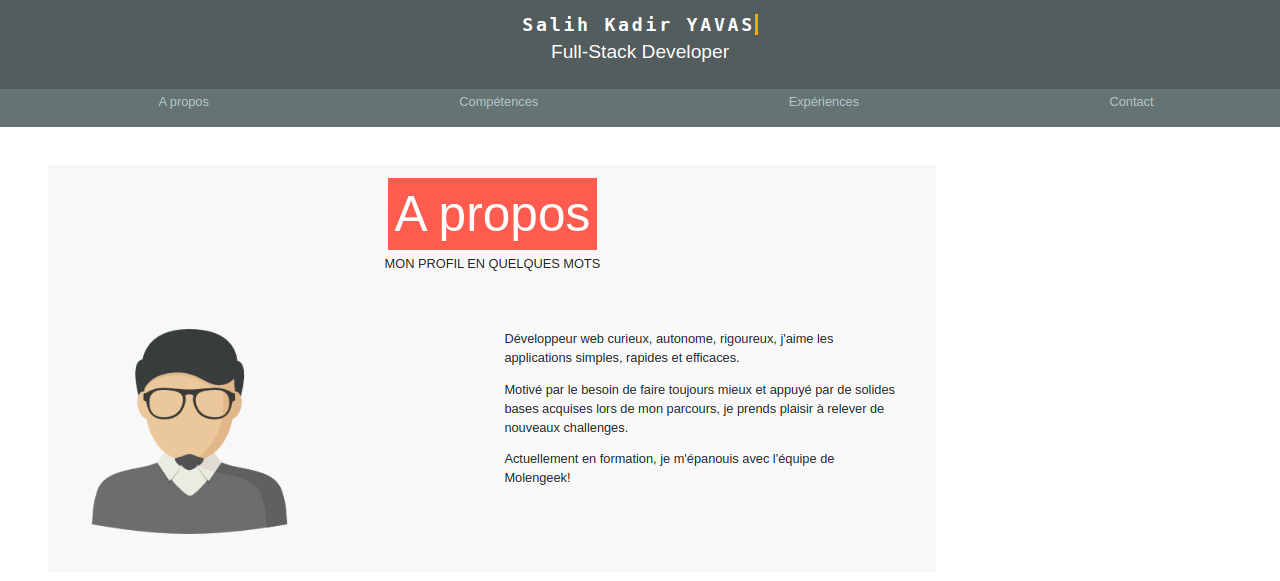 Salih Kadir YAVAS
Full-Stack Developer
A propos
Compétences
Expériences
Contact
A propos
MON PROFIL EN QUELQUES MOTS
Développeur web curieux, autonome, rigoureux, j'aime les
applications simples, rapides et efficaces.
Motivé par le besoin de faire toujours mieux et appuyé par de solides
bases acquises lors de mon parcours, je prends plaisir à relever de
nouveaux challenges.
Actuellement en formation, je m'épanouis avec l'équipe de
Molengeek!